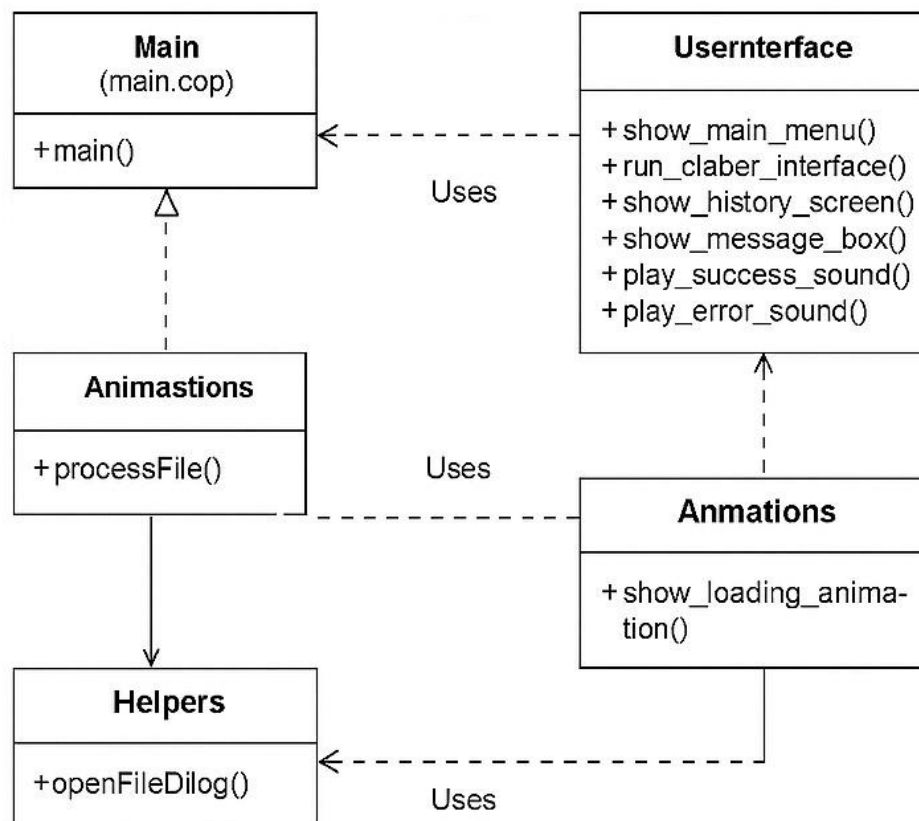 Main
(main.cop)
+ main()
Usernterface
+ show_main_menu()
+ run_claber_interface()
+ show_history_screen()
+ show_message_box()
+ play_success_sound()
+ play_error_sound()
Uses
Animastions
+ processFile()
Uses
Anmations
+ show_loading_anima-
tion()
Helpers
+openFileDilog()
Uses